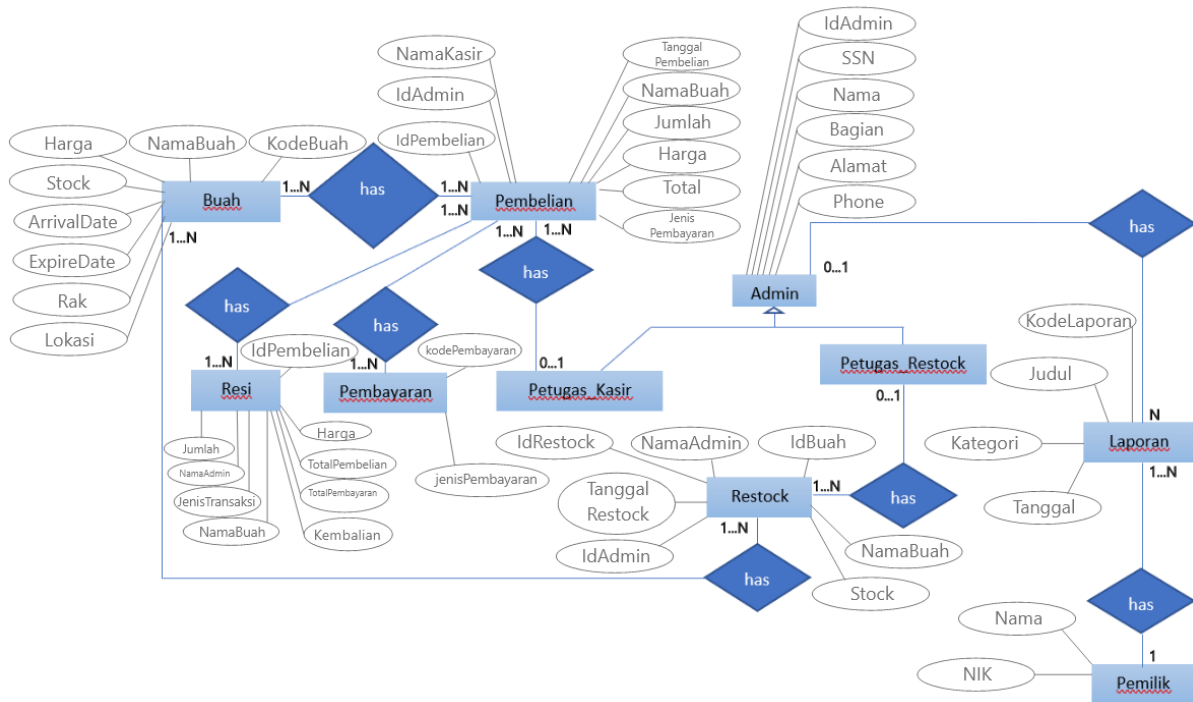 IdAdmin
SSN
Nama
Bagian
Alamat
Phone
NamaKasir
IdAdmin
IdPembelian
Tanggal
Pembelian
NamaBuah
Jumlah
Harga
Total
Jenis
Pembayaran
Harga
NamaBuah
KodeBuah
Stock
ArrivalDate
ExpireDate
Rak
Lokasi
Buah
1...N
has
1...N
Pembelian
1...N
1...N
1...N
1...N
has
has
has
has
0...1
Admin
KodeLaporan
Judul
Kategori
Tanggal
N
Laporan
1...N
1...N
IdPembelian
Resi
1...N
kodePembayaran
Pembayaran
jenisPembayaran
0...1
Petugas_Kasir
Petugas_Restock
0...1
Jumlah
NamaAdmin
JenisTransaksi
NamaBuah
Harga
TotalPembelian
TotalPembayaran
Kembalian
IdRestock
NamaAdmin
IdBuah
Tanggal
Restock
IdAdmin
Restock
1...N
has
NamaBuah
Stock
1...N
has
has
1
Nama
NIK
Pemilik